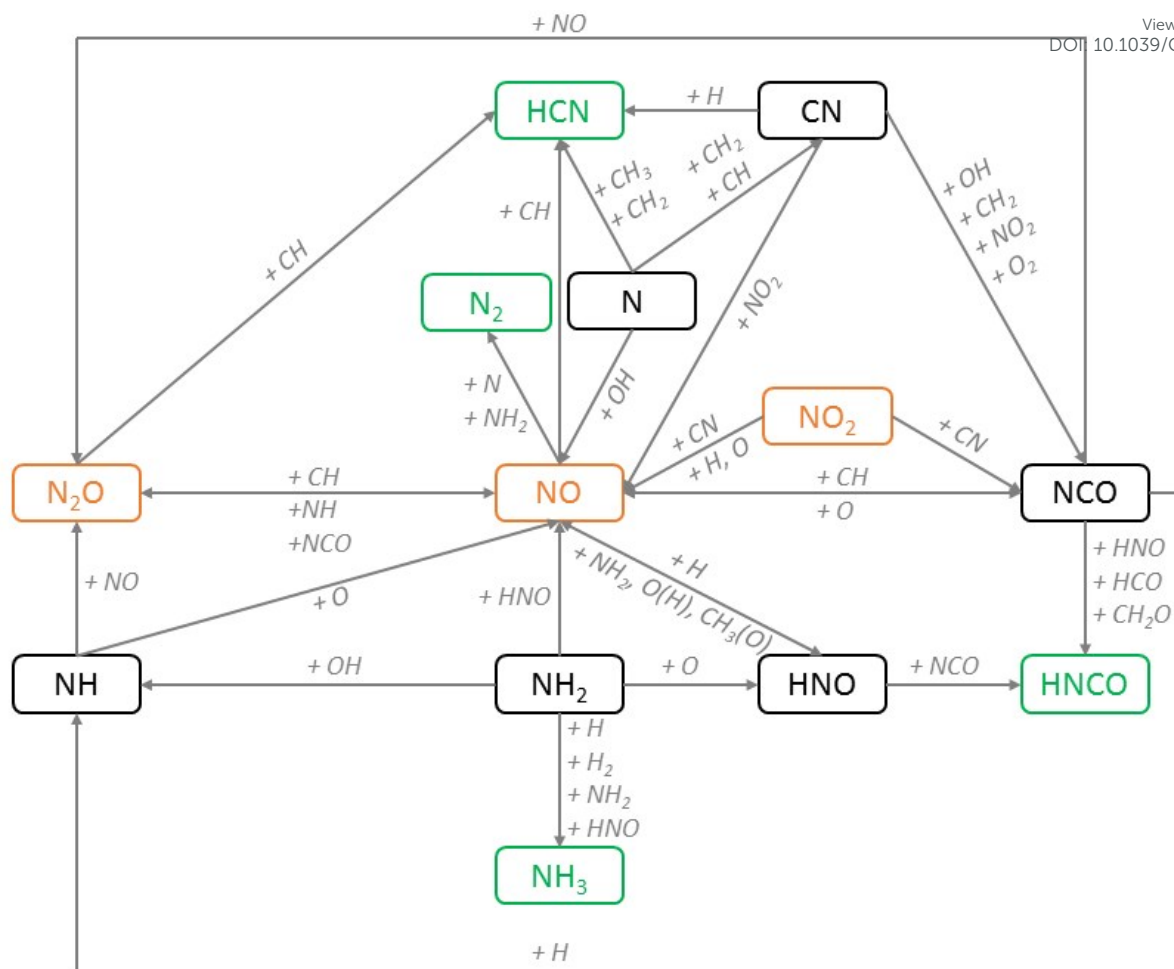 + NO
View
DOI: 10.1039/C
HCN
+ H
CN
+ CH₃
+ CH₂
+ CH₂
+ CH
+ OH
+ CH₂
+ NO₂
+ O₂
+ CH
+ CH
N₂
N
+ NO₂
+ N
+ NH₂
+ OH
NO₂
+ CN
+ H, O
+ CN
N₂O
+ CH
+NH
+NCO
NO
+ CH
+ O
NCO
+ NO
+ O
+ HNO
+ H
+ NH₂, O(H), CH₃(O)
+ HNO
+ HCO
+ CH₂O
NH
+ OH
NH₂
+ O
HNO
+ NCO
HNCO
+ H
+ H₂
+ NH₂
+ HNO
NH₃
+ H